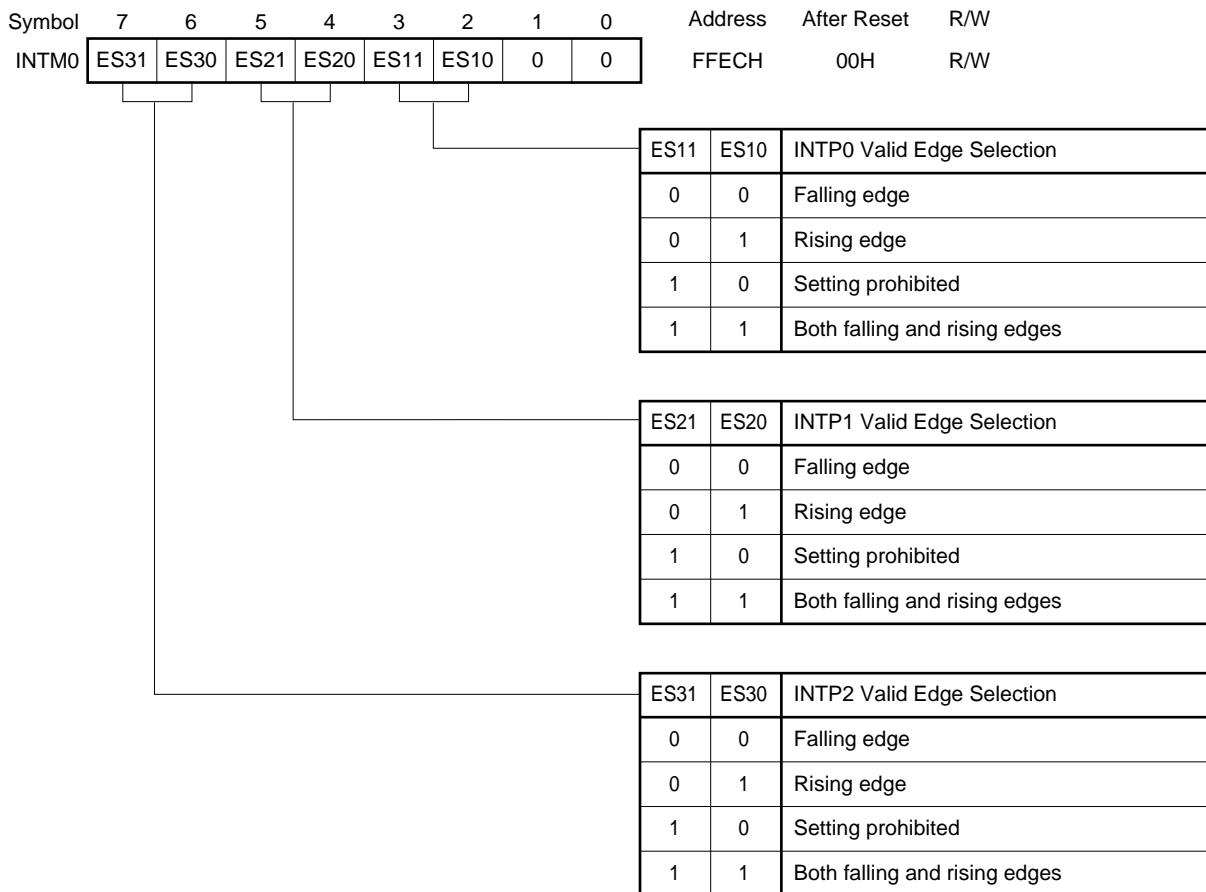 Symbol 7 6 5 4 3 2 1 0 Address After Reset R/W
INTM0 ES31 ES30 ES21 ES20 ES11 ES10 0 0 FFECH 00H R/W
ES11 ES10 INTP0 Valid Edge Selection
0 0 Falling edge
0 1 Rising edge
1 0 Setting prohibited
1 1 Both falling and rising edges
ES21 ES20 INTP1 Valid Edge Selection
0 0 Falling edge
0 1 Rising edge
1 0 Setting prohibited
1 1 Both falling and rising edges
ES31 ES30 INTP2 Valid Edge Selection
0 0 Falling edge
0 1 Rising edge
1 0 Setting prohibited
1 1 Both falling and rising edges